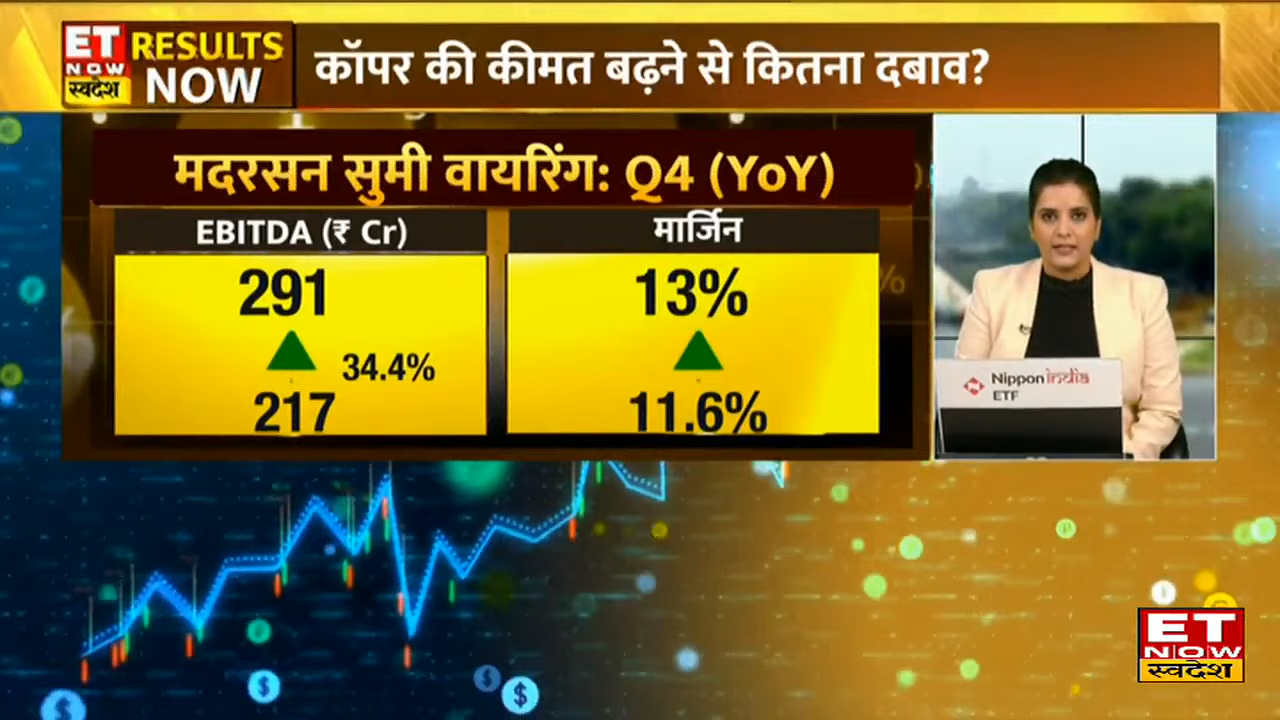 ET
NOW
स्वदेश
RESULTS
NOW
कॉपर की कीमत बढ़ने से कितना दबाव?
मदरसन सुमी वायरिंग: Q4 (YoY)
EBITDA (₹ Cr)
291
34.4%
217
मार्जिन
13%
11.6%
Nippon india
ETF
ET
NOW
स्वदेश